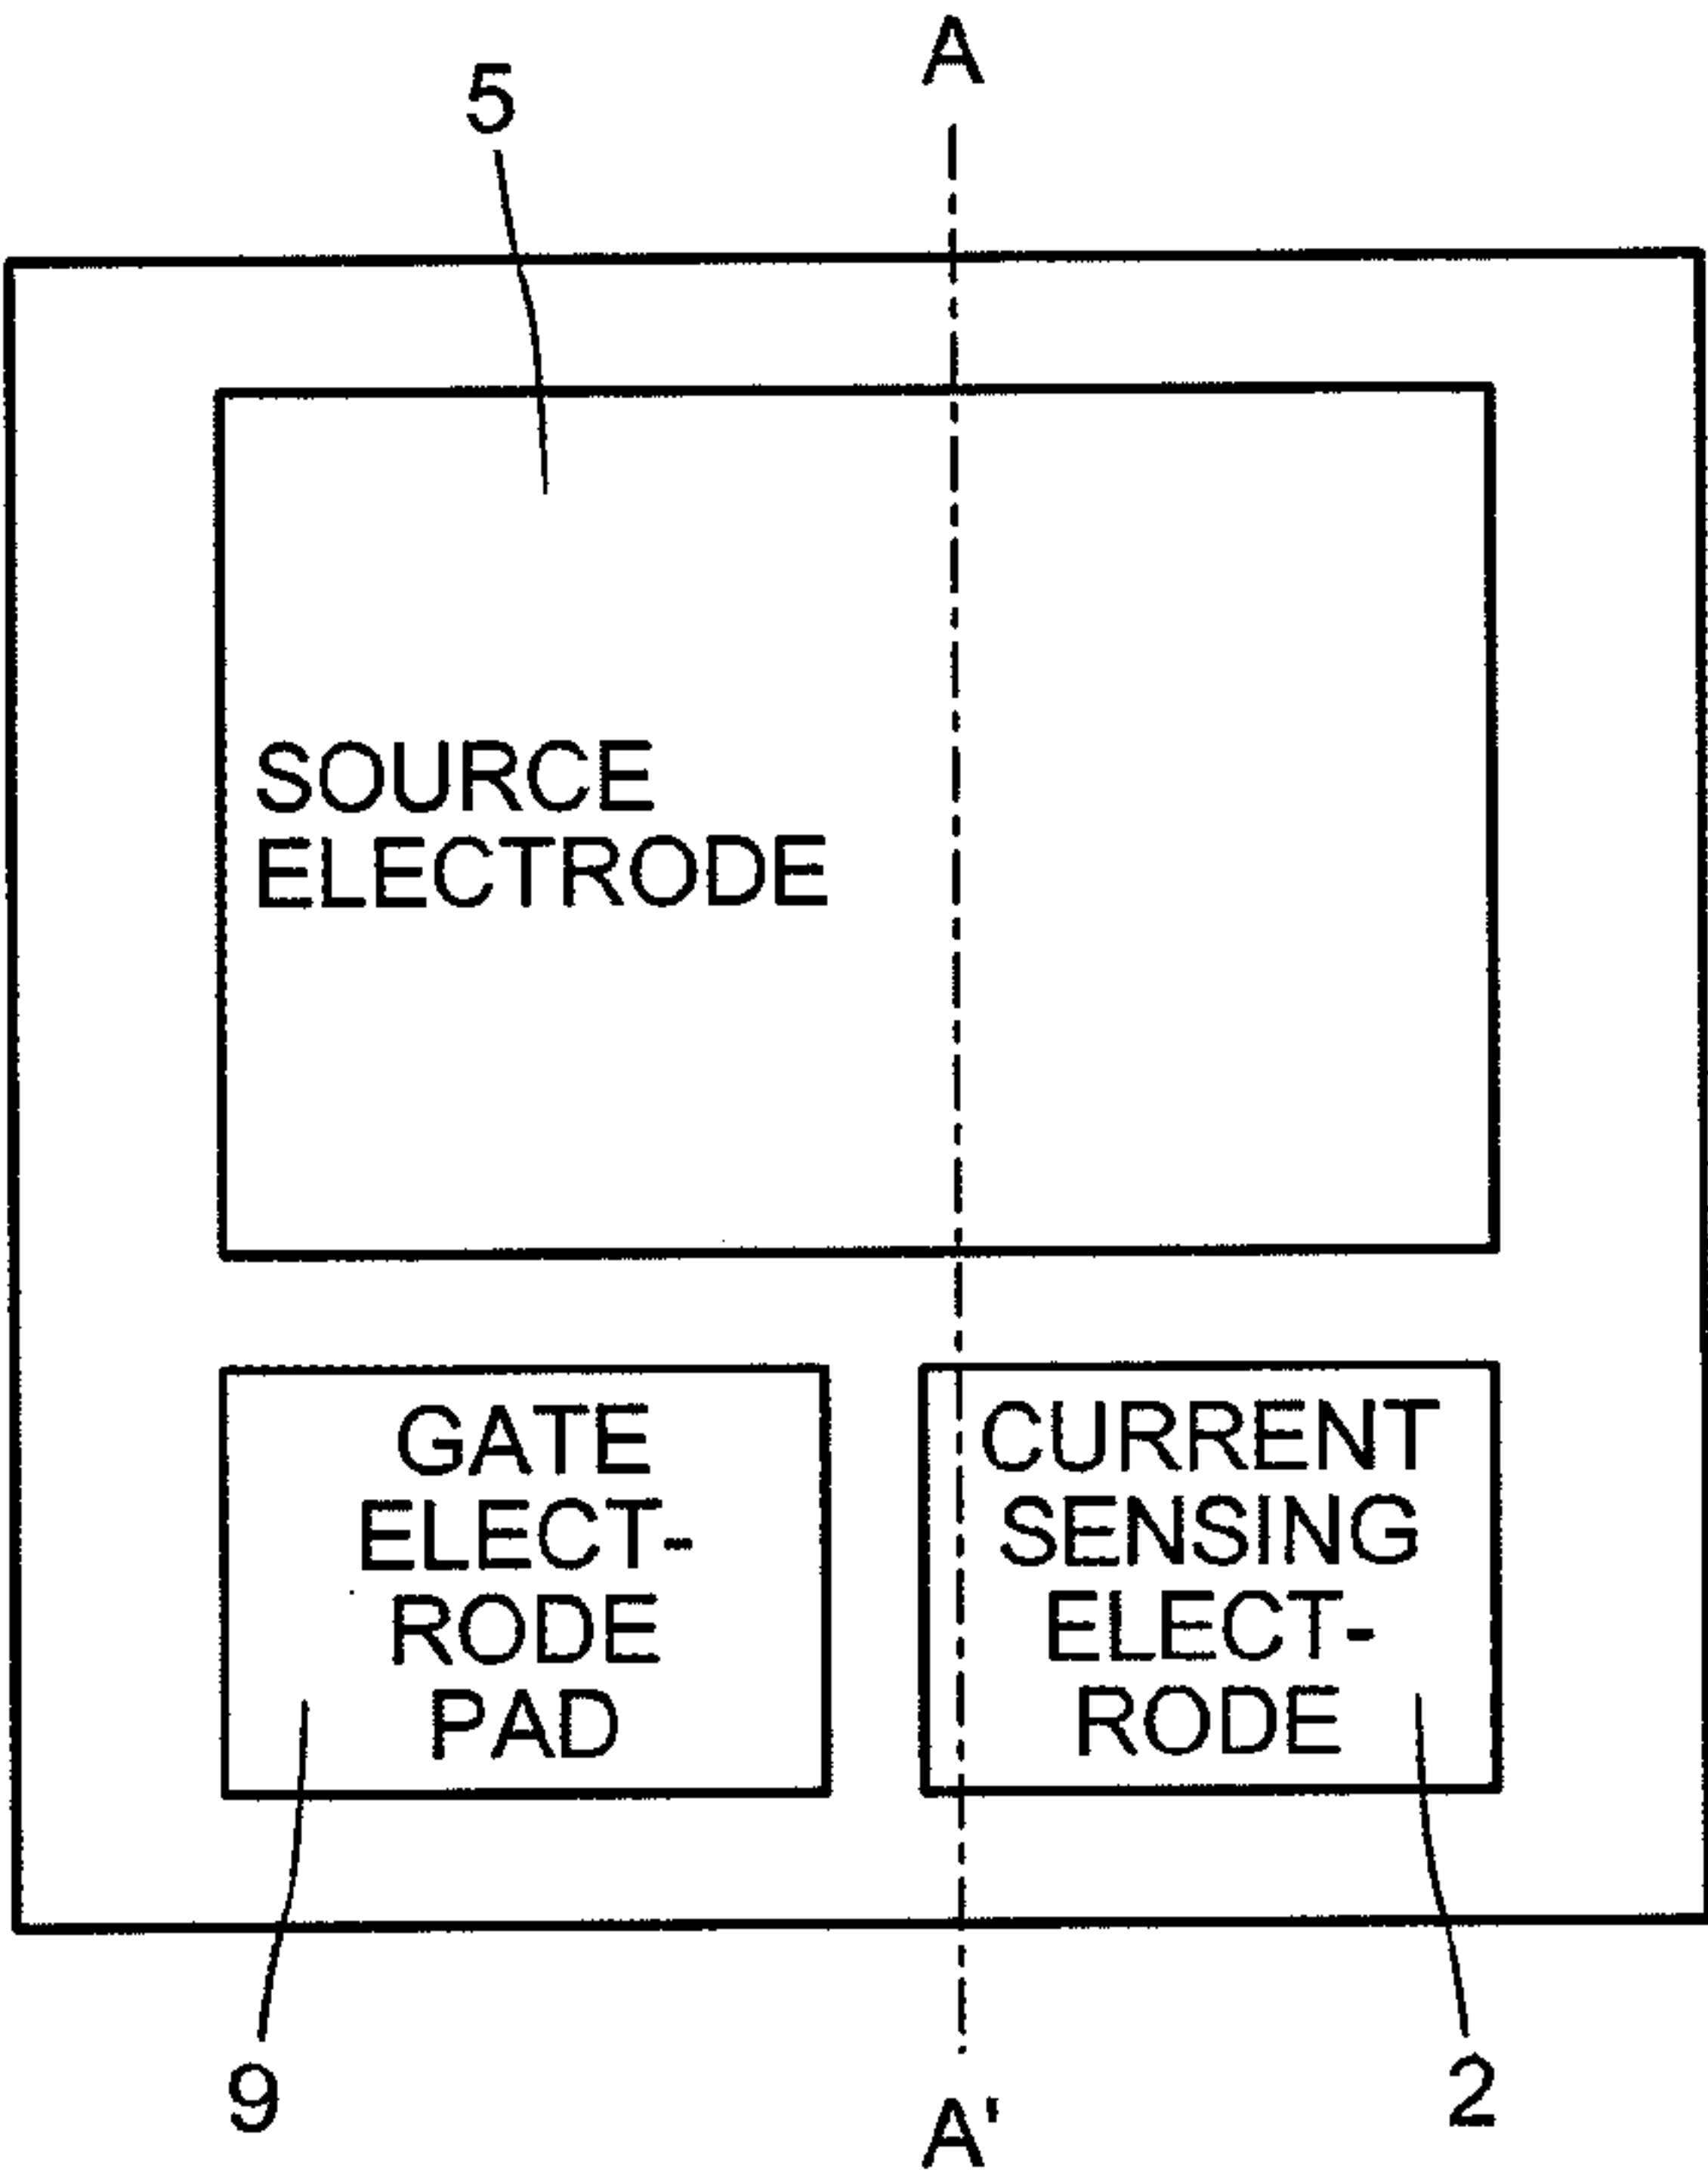 A
5
SOURCE
ELECTRODE
GATE
ELECT-
RODE
PAD
CURRENT
SENSING
ELECT-
RODE
9
A'
2